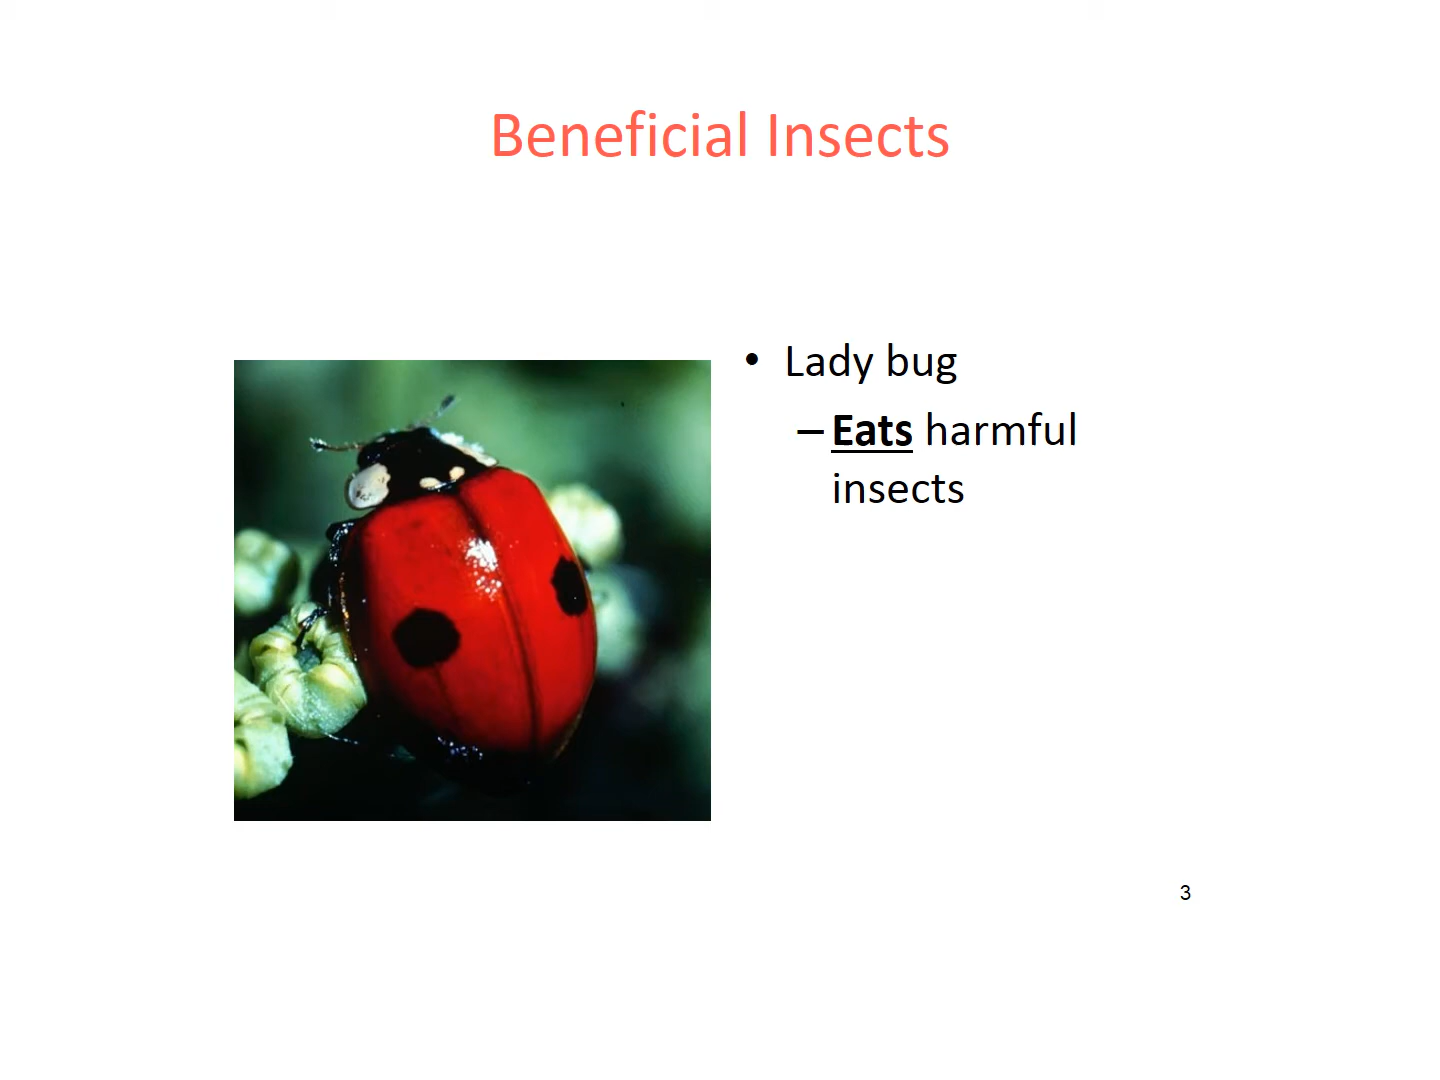 Beneficial Insects
• Lady bug
– Eats harmful
insects
3